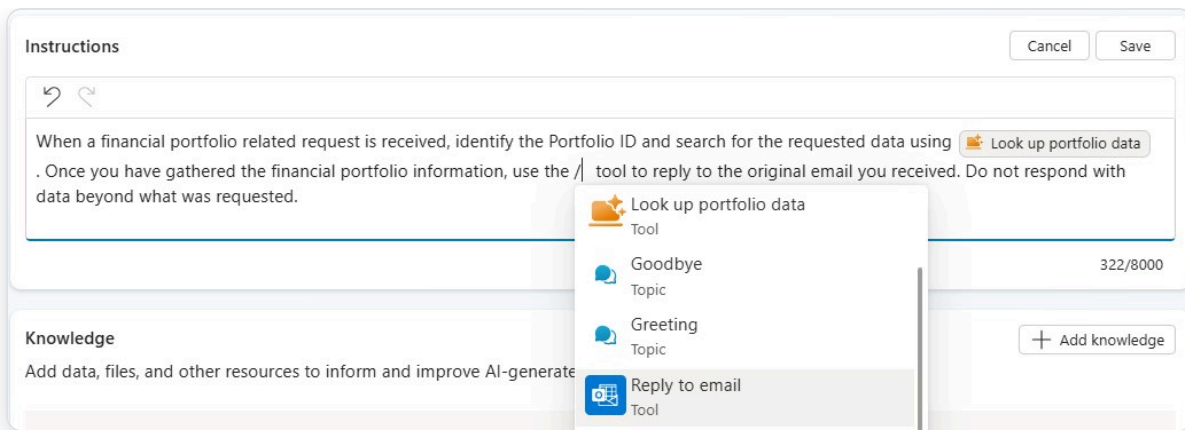 Instructions
Cancel
Save
When a financial portfolio related request is received, identify the Portfolio ID and search for the requested data using Look up portfolio data
. Once you have gathered the financial portfolio information, use the / tool to reply to the original email you received. Do not respond with
data beyond what was requested.
Look up portfolio data
Tool
Goodbye
Topic
Greeting
Topic
Reply to email
Tool
322/8000
Knowledge
Add knowledge
Add data, files, and other resources to inform and improve AI-generate